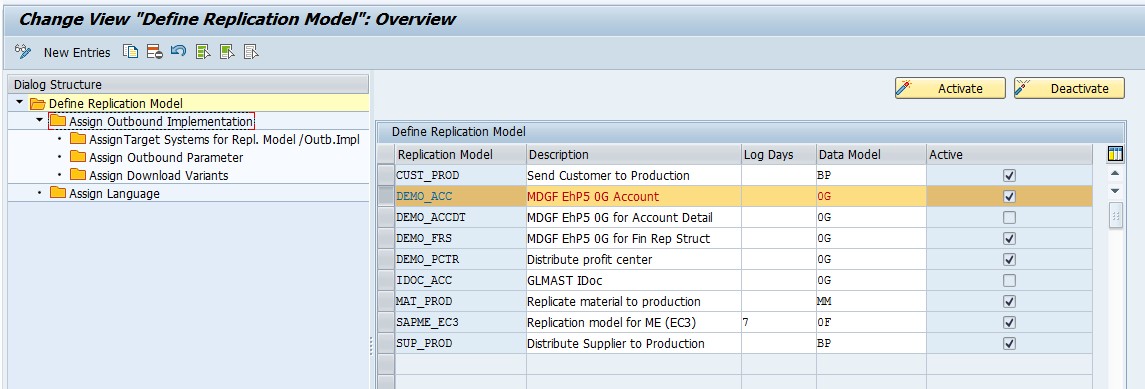 Change View "Define Replication Model": Overview
New Entries
Dialog Structure
Define Replication Model
Assign Outbound Implementation
AssignTarget Systems for Repl. Model /Outb.Impl
Assign Outbound Parameter
Assign Download Variants
Assign Language
Activate Deactivate
Define Replication Model
Replication Model Description Log Days Data Model Active
CUST_PROD Send Customer to Production BP
DEMO_ACC MDGF EhP5 0G Account 0G
DEMO_ACCDT MDGF EhP5 0G for Account Detail 0G
DEMO_FRS MDGF EhP5 0G for Fin Rep Struct 0G
DEMO_PCTR Distribute profit center 0G
IDOC_ACC GLMAST IDoc 0G
MAT_PROD Replicate material to production MM
SAPME_EC3 Replication model for ME (EC3) 7 0F
SUP_PROD Distribute Supplier to Production BP